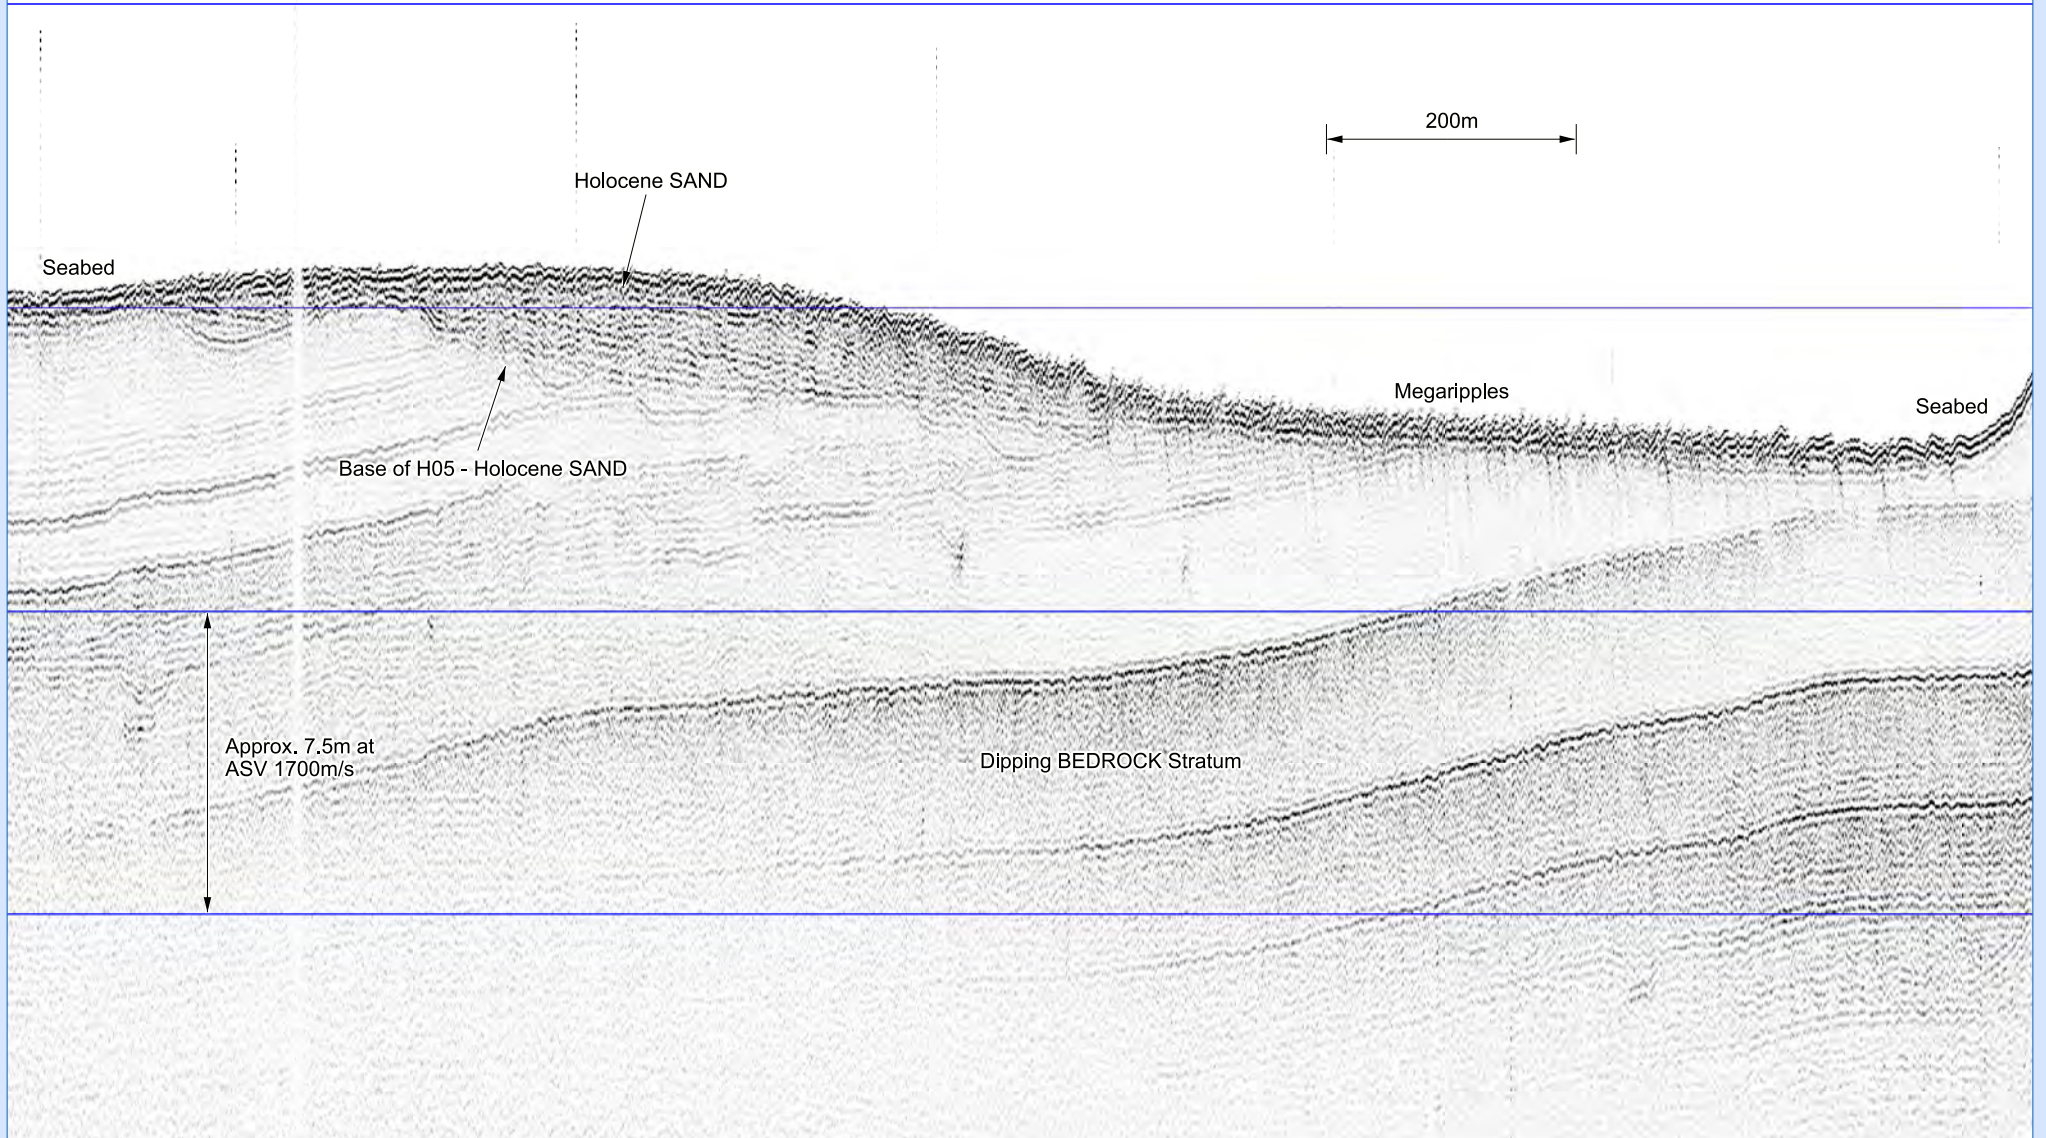 200m
Holocene SAND
Seabed
Megaripples
Seabed
Base of H05 - Holocene SAND
Approx. 7.5m at
ASV 1700m/s
Dipping BEDROCK Stratum